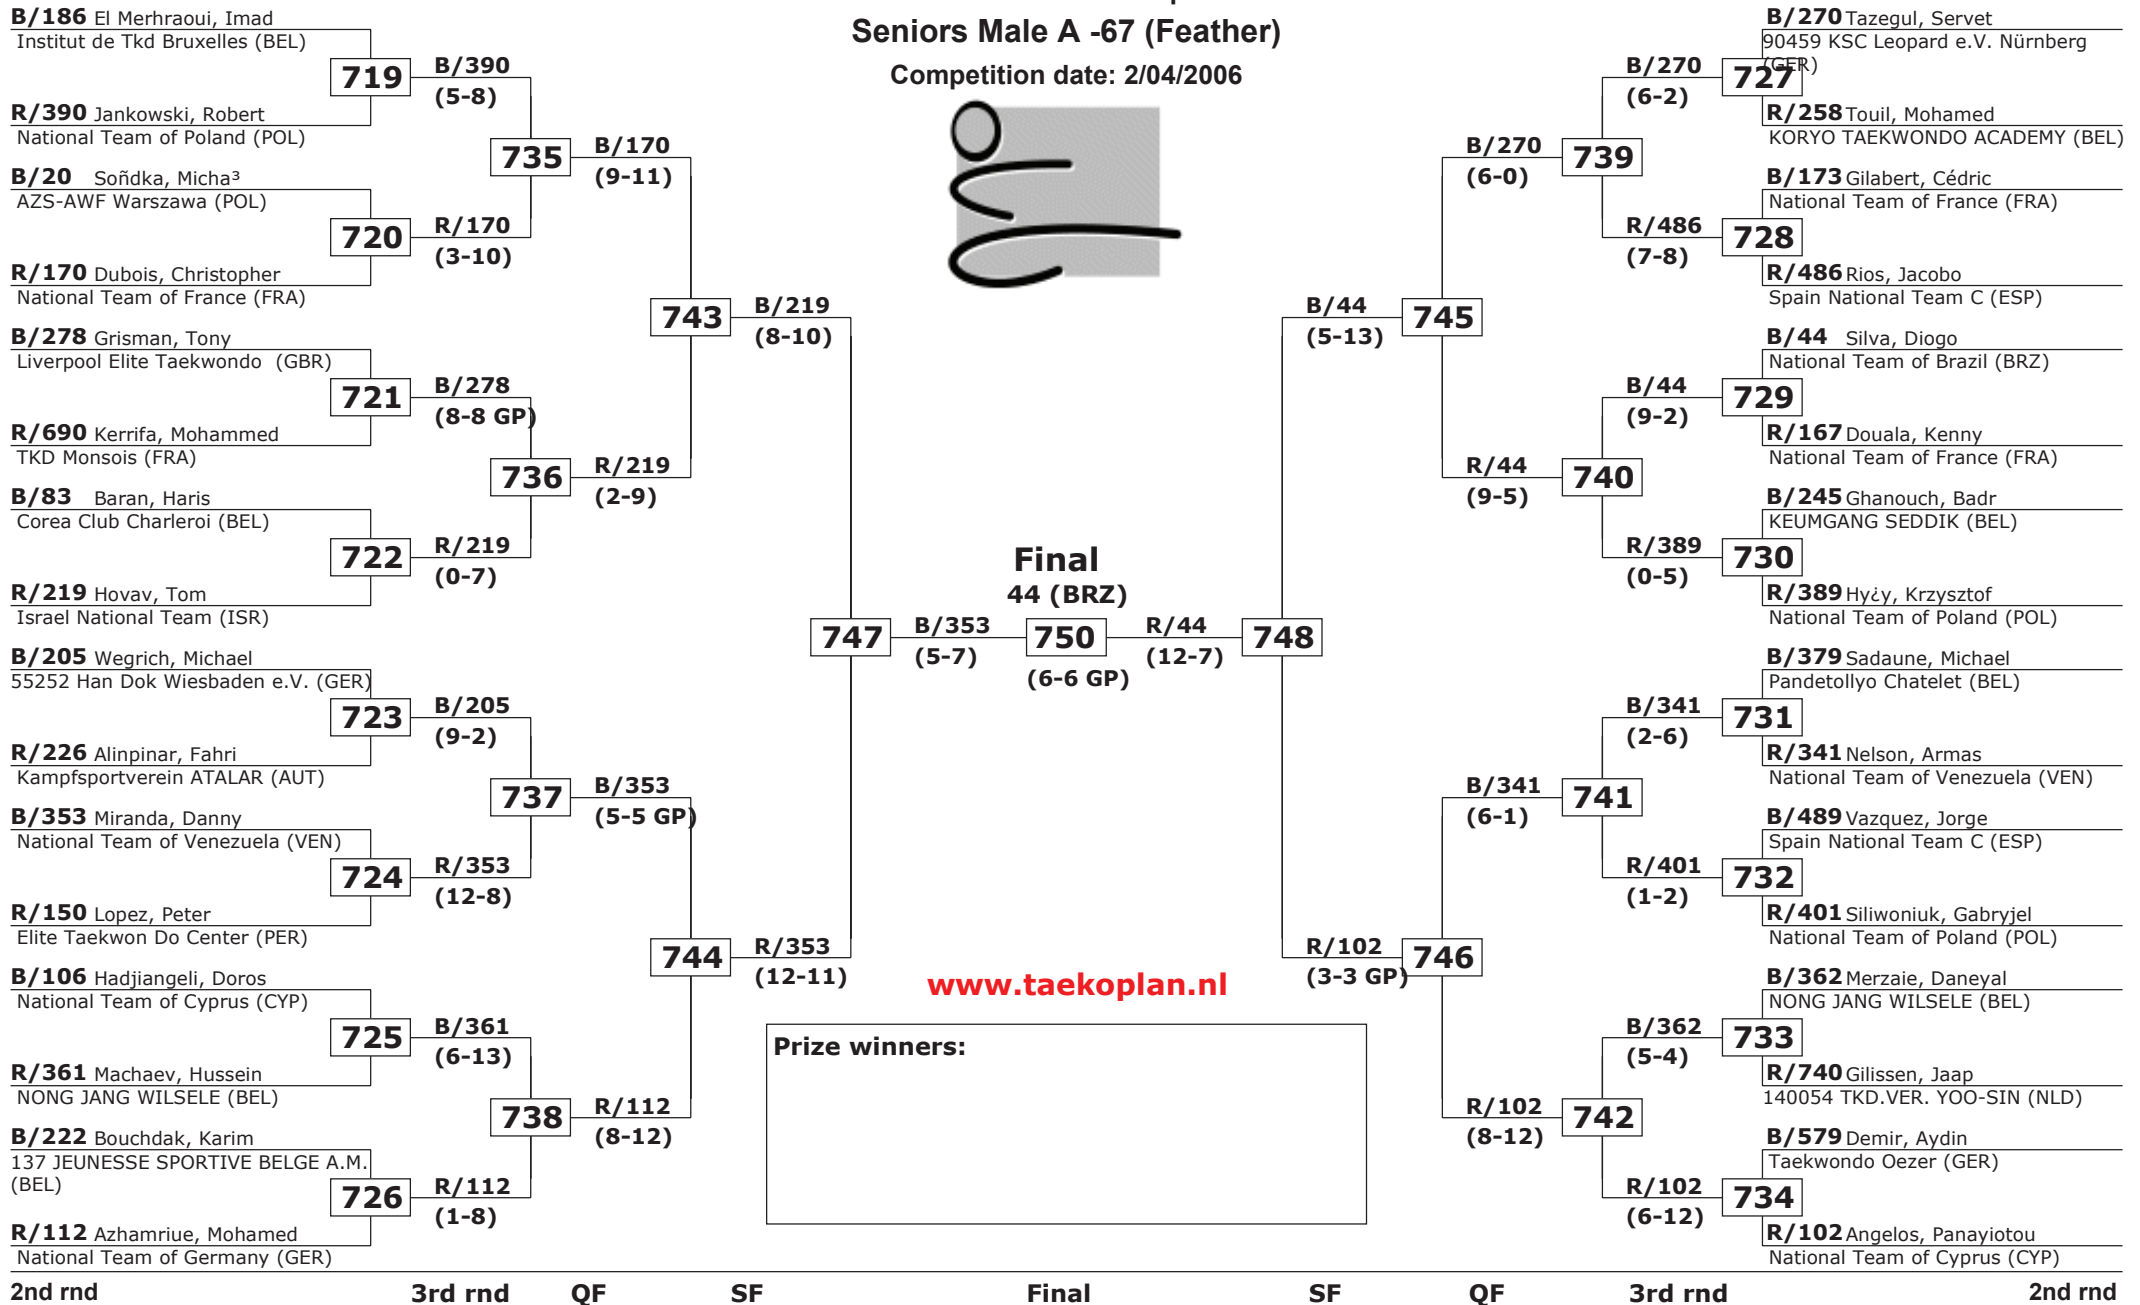 Seniors Male A -67 (Feather)
Competition date: 2/04/2006
B/186 El Merhraoui, Imad
Institut de Tkd Bruxelles (BEL)
719
B/390
(5-8)
R/390 Jankowski, Robert
National Team of Poland (POL)
735
B/170
(9-11)
B/20 Soñdka, Micha³
AZS-AWF Warszawa (POL)
720
R/170
(3-10)
R/170 Dubois, Christopher
National Team of France (FRA)
743
B/219
(8-10)
B/278 Grisman, Tony
Liverpool Elite Taekwondo (GBR)
721
B/278
(8-8 GP)
R/690 Kerrifa, Mohammed
TKD Monsois (FRA)
736
R/219
(2-9)
B/83 Baran, Haris
Corea Club Charleroi (BEL)
722
R/219
(0-7)
R/219 Hovav, Tom
Israel National Team (ISR)
747
B/353
(5-7)
B/205 Wegrich, Michael
55252 Han Dok Wiesbaden e.V. (GER)
723
B/205
(9-2)
R/226 Alinpinar, Fahri
Kampfsportverein ATALAR (AUT)
737
B/353
(5-5 GP)
B/353 Miranda, Danny
National Team of Venezuela (VEN)
724
R/353
(12-8)
R/150 Lopez, Peter
Elite Taekwon Do Center (PER)
744
R/353
(12-11)
B/106 Hadjiangeli, Doros
National Team of Cyprus (CYP)
725
B/361
(6-13)
R/361 Machaev, Hussein
NONG JANG WILSELE (BEL)
738
R/112
(8-12)
B/222 Bouchdak, Karim
137 JEUNESSE SPORTIVE BELGE A.M.
(BEL)
726
R/112
(1-8)
R/112 Azhamriue, Mohamed
National Team of Germany (GER)
Final
44 (BRZ)
750
(6-6 GP)
R/44
(12-7)
748
www.taekoplan.nl
Prize winners:
B/270 Tazegul, Servet
90459 KSC Leopard e.V. Nürnberg
(GER)
B/270
(6-2)
727
R/258 Touil, Mohamed
KORYO TAEKWONDO ACADEMY (BEL)
B/270
(6-0)
739
B/173 Gilabert, Cédric
National Team of France (FRA)
R/486
(7-8)
728
R/486 Rios, Jacobo
Spain National Team C (ESP)
B/44
(5-13)
745
B/44 Silva, Diogo
National Team of Brazil (BRZ)
B/44
(9-2)
729
R/167 Douala, Kenny
National Team of France (FRA)
R/44
(9-5)
740
B/245 Ghanouch, Badr
KEUMGANG SEDDIK (BEL)
R/389
(0-5)
730
R/389 Hy¿y, Krzysztof
National Team of Poland (POL)
B/379 Sadaune, Michael
Pandetollyo Chatelet (BEL)
B/341
(2-6)
731
R/341 Nelson, Armas
National Team of Venezuela (VEN)
B/341
(6-1)
741
B/489 Vazquez, Jorge
Spain National Team C (ESP)
R/401
(1-2)
732
R/401 Siliwoniuk, Gabryjel
National Team of Poland (POL)
R/102
(3-3 GP)
746
B/362 Merzaie, Daneyal
NONG JANG WILSELE (BEL)
B/362
(5-4)
733
R/740 Gilissen, Jaap
140054 TKD.VER. YOO-SIN (NLD)
R/102
(8-12)
742
B/579 Demir, Aydin
Taekwondo Oezer (GER)
R/102
(6-12)
734
R/102 Angelos, Panayiotou
National Team of Cyprus (CYP)
2nd rnd 3rd rnd QF SF Final SF QF 3rd rnd 2nd rnd